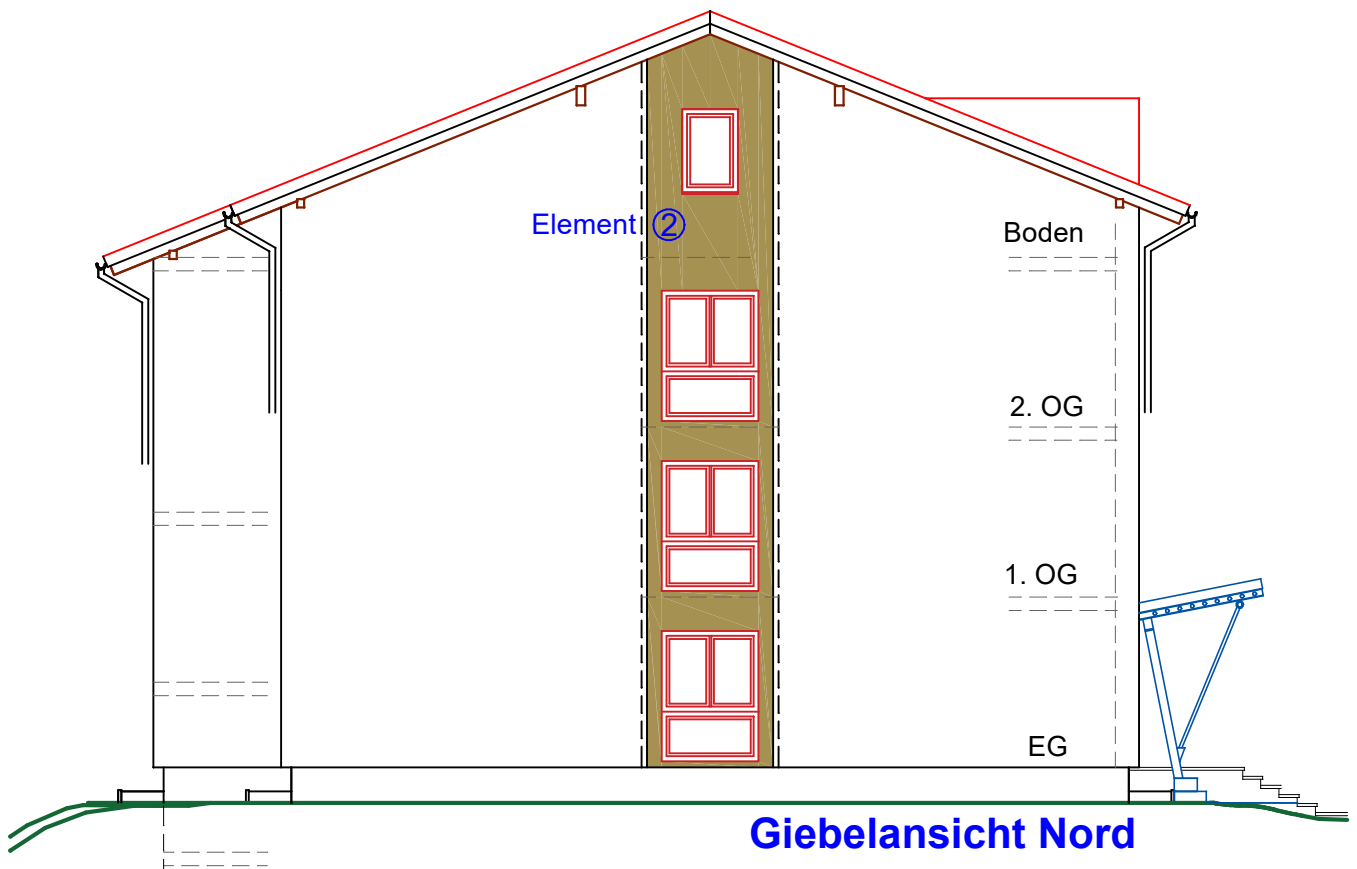 Element ②
Boden
2. OG
1. OG
EG
Giebelansicht Nord